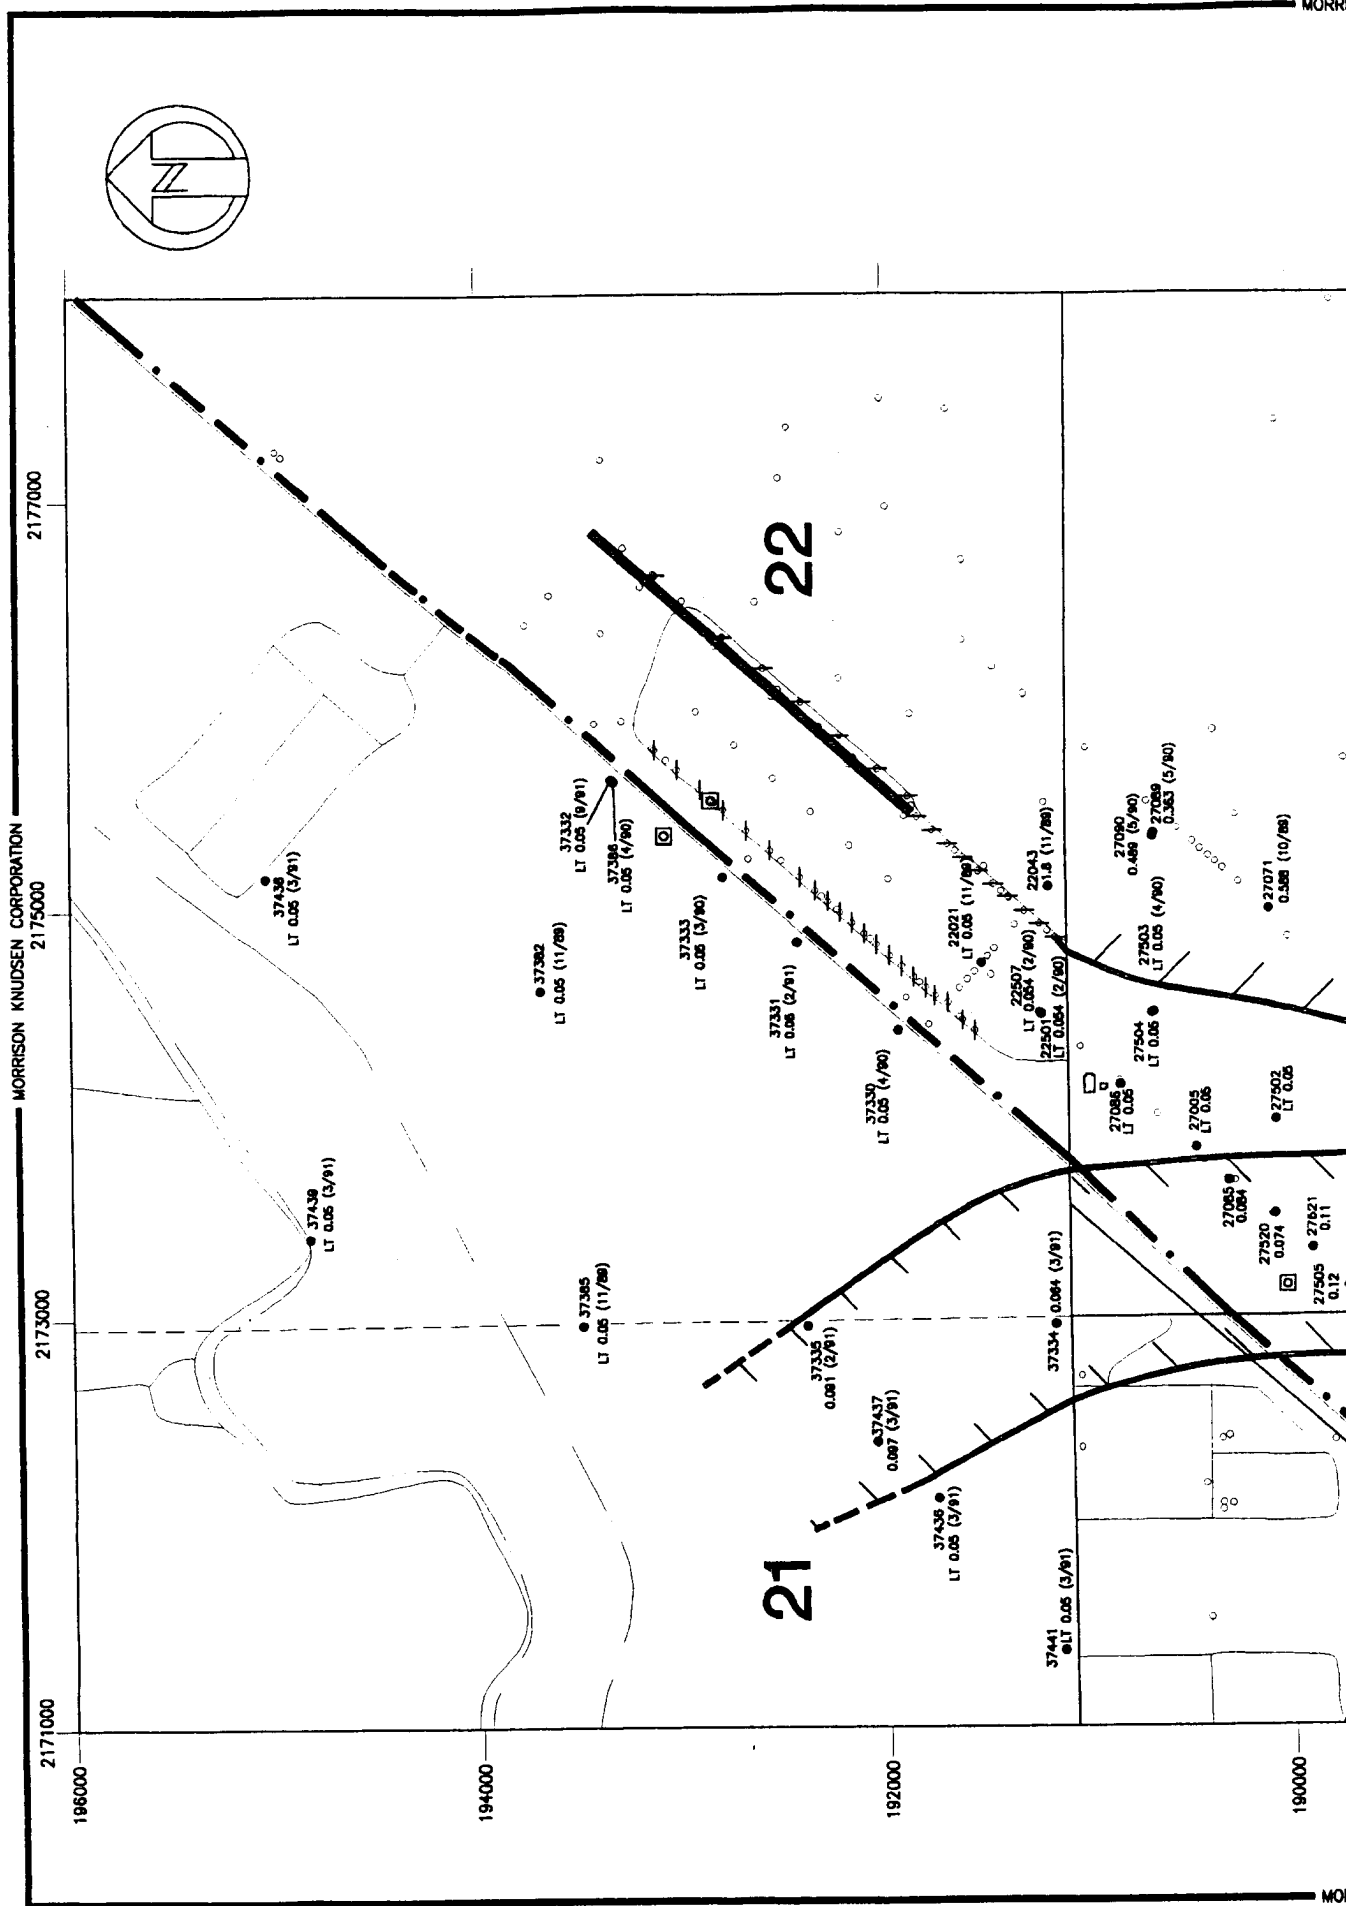 MORRISON KNUDSEN CORPORATION
N
2177000
2175000
2173000
2171000
196000
194000
192000
190000
22
21
37438
LT 0.05 (3/91)
37439
LT 0.05 (3/91)
37382
LT 0.05 (11/89)
37385
LT 0.05 (11/89)
37332
LT 0.05 (9/91)
37386
LT 0.05 (4/90)
37333
LT 0.05 (3/90)
37331
LT 0.05 (2/91)
37330
LT 0.05 (4/90)
37335
0.091 (2/91)
37437
0.097 (3/91)
37436
LT 0.05 (3/91)
37334
0.064 (3/91)
37441
LT 0.05 (3/91)
22021
LT 0.05 (11/89)
22043
1.8 (11/89)
22507
LT 0.054 (2/90)
22501
LT 0.054 (2/90)
27090
0.489 (5/90)
27089
0.363 (5/90)
27071
0.588 (10/89)
27503
LT 0.05 (4/90)
27504
LT 0.05
27086
LT 0.05
27005
LT 0.05
27502
LT 0.05
27085
0.084
27520
0.074
27621
0.11
27505
0.12